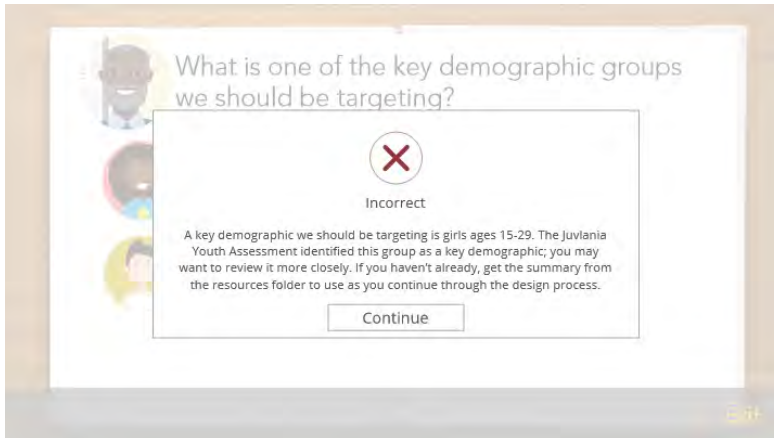 What is one of the key demographic groups
we should be targeting?
Incorrect
A key demographic we should be targeting is girls ages 15-29. The Juvlania
Youth Assessment identified this group as a key demographic; you may
want to review it more closely. If you haven't already, get the summary from
the resources folder to use as you continue through the design process.
Continue
Exit